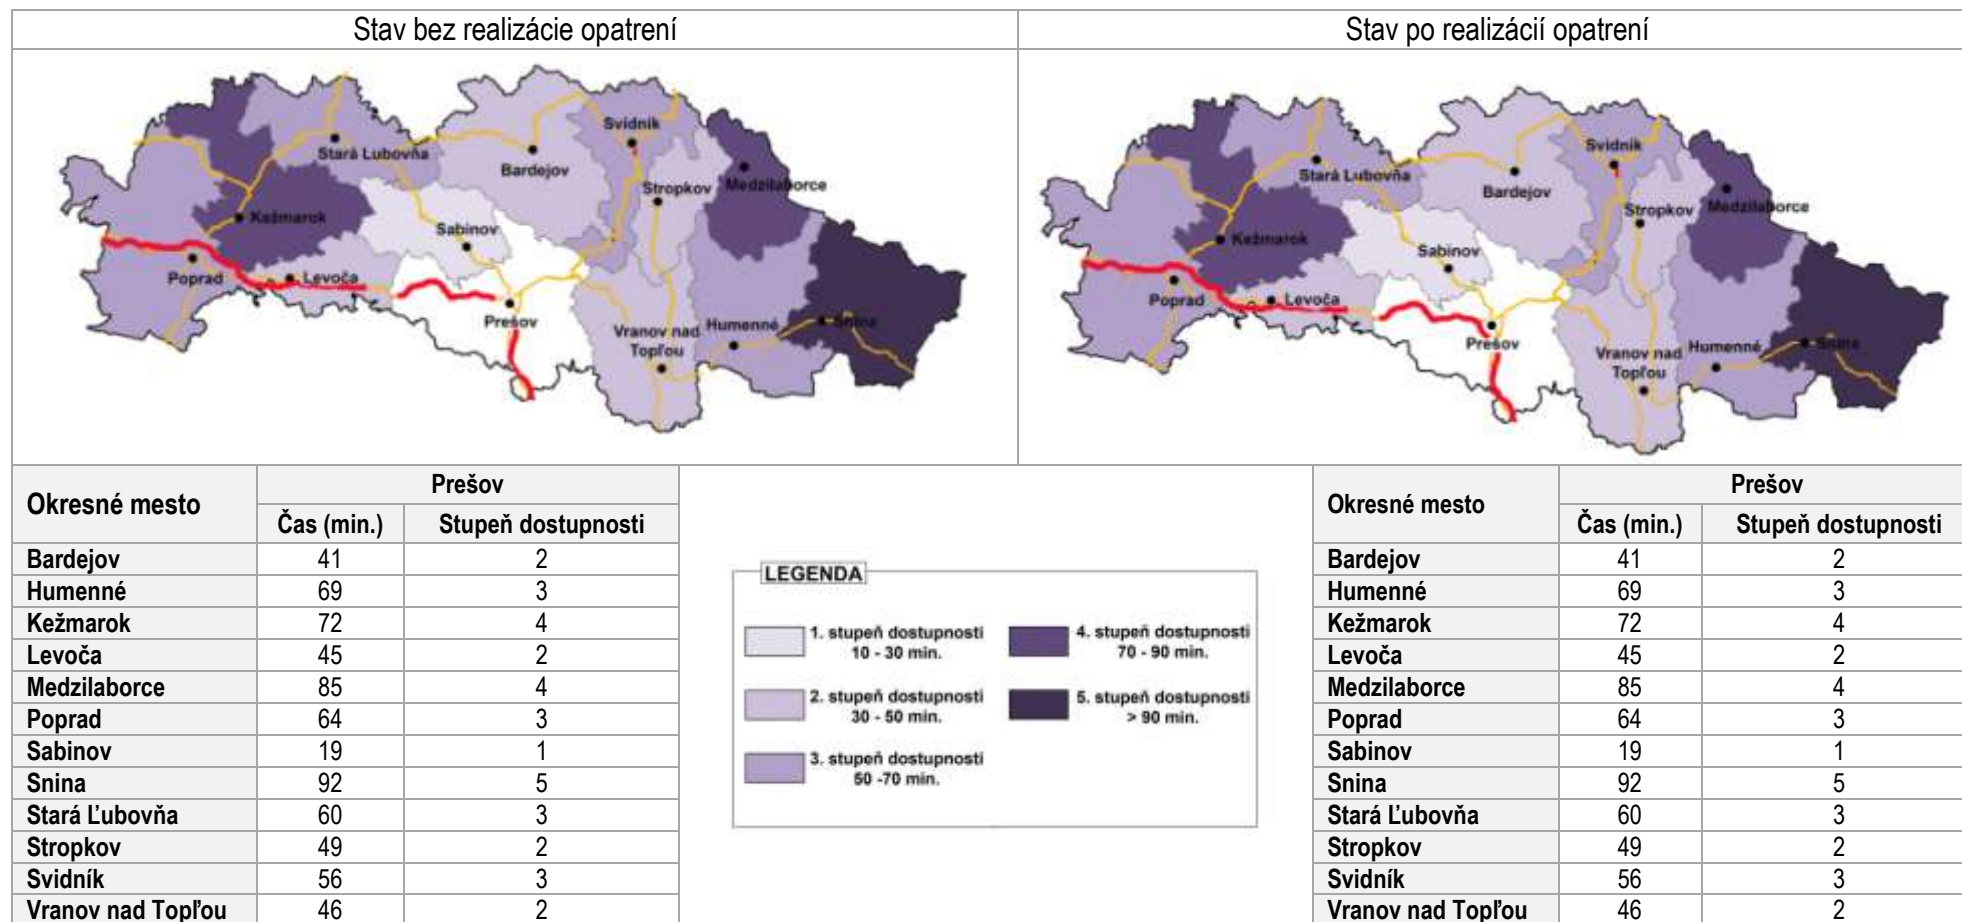 Stav bez realizácie opatrení
Stav po realizácií opatrení
Svidník
Stará Ľubovňa
Bardejov
Stropkov
Medzilaborce
Kežmarok
Sabinov
Poprad
Levoča
Prešov
Vranov nad
Topľou
Humenné
Snina
Svidník
Stará Ľubovňa
Bardejov
Stropkov
Medzilaborce
Kežmarok
Sabinov
Poprad
Levoča
Prešov
Vranov nad
Topľou
Humenné
Snina
Okresné mesto Prešov
Čas (min.) Stupeň dostupnosti
Bardejov 41 2
Humenné 69 3
Kežmarok 72 4
Levoča 45 2
Medzilaborce 85 4
Poprad 64 3
Sabinov 19 1
Snina 92 5
Stará Ľubovňa 60 3
Stropkov 49 2
Svidník 56 3
Vranov nad Topľou 46 2
LEGENDA
1. stupeň dostupnosti
10 - 30 min.
2. stupeň dostupnosti
30 - 50 min.
3. stupeň dostupnosti
50 -70 min.
4. stupeň dostupnosti
70 - 90 min.
5. stupeň dostupnosti
> 90 min.
Okresné mesto Prešov
Čas (min.) Stupeň dostupnosti
Bardejov 41 2
Humenné 69 3
Kežmarok 72 4
Levoča 45 2
Medzilaborce 85 4
Poprad 64 3
Sabinov 19 1
Snina 92 5
Stará Ľubovňa 60 3
Stropkov 49 2
Svidník 56 3
Vranov nad Topľou 46 2